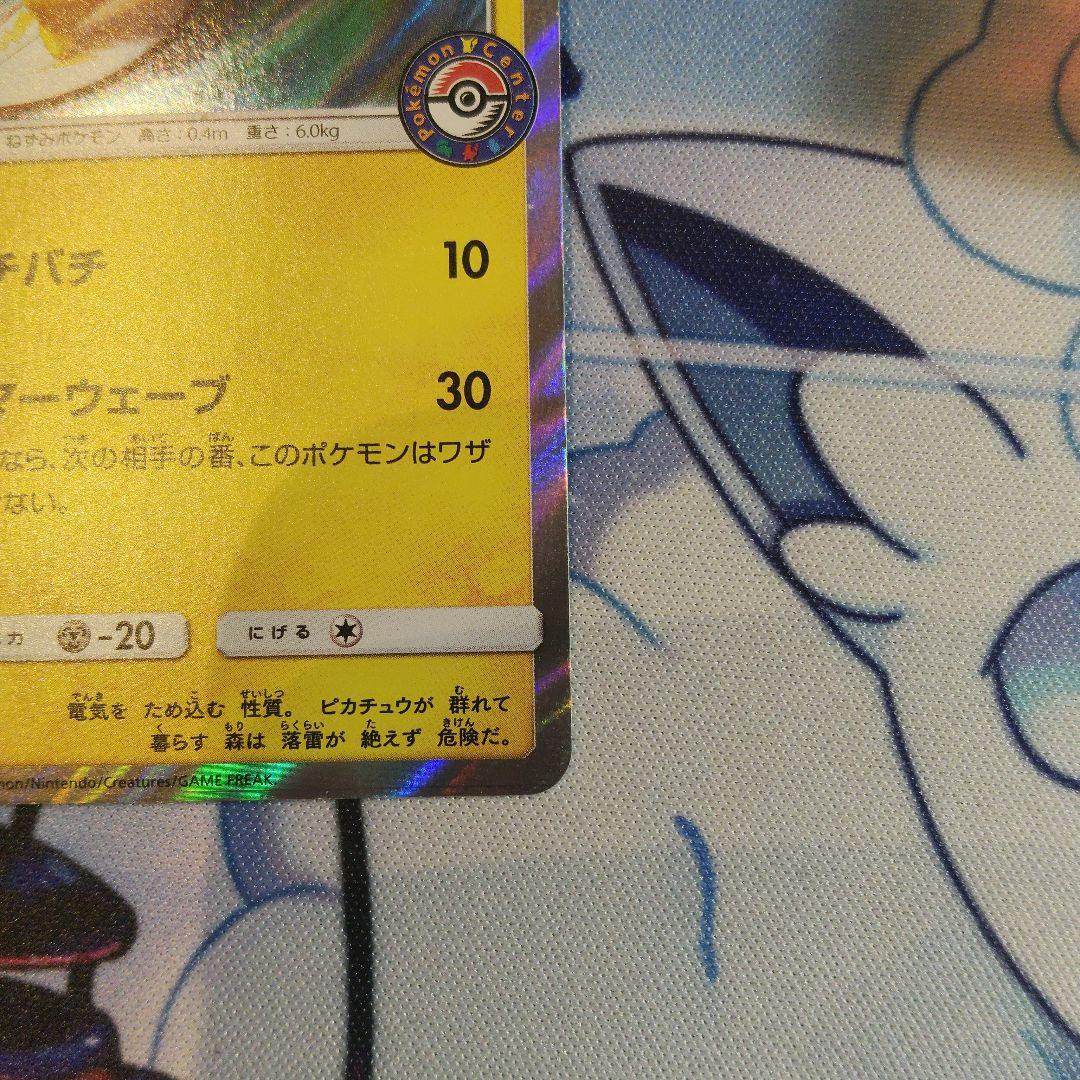 Pokémon Center
ねずみポケモン 高さ:0.4m 重さ:6.0kg
チバチ 10
マーウェーブ 30
なら、次の相手の番、このポケモンはワザ
ない。
-20
にげる
電気を ため込む 性質。 ピカチュウが 群れて
暮らす 森は 落雷が 絶えず 危険だ。
mon/Nintendo/Creatures/GAME FREAK.